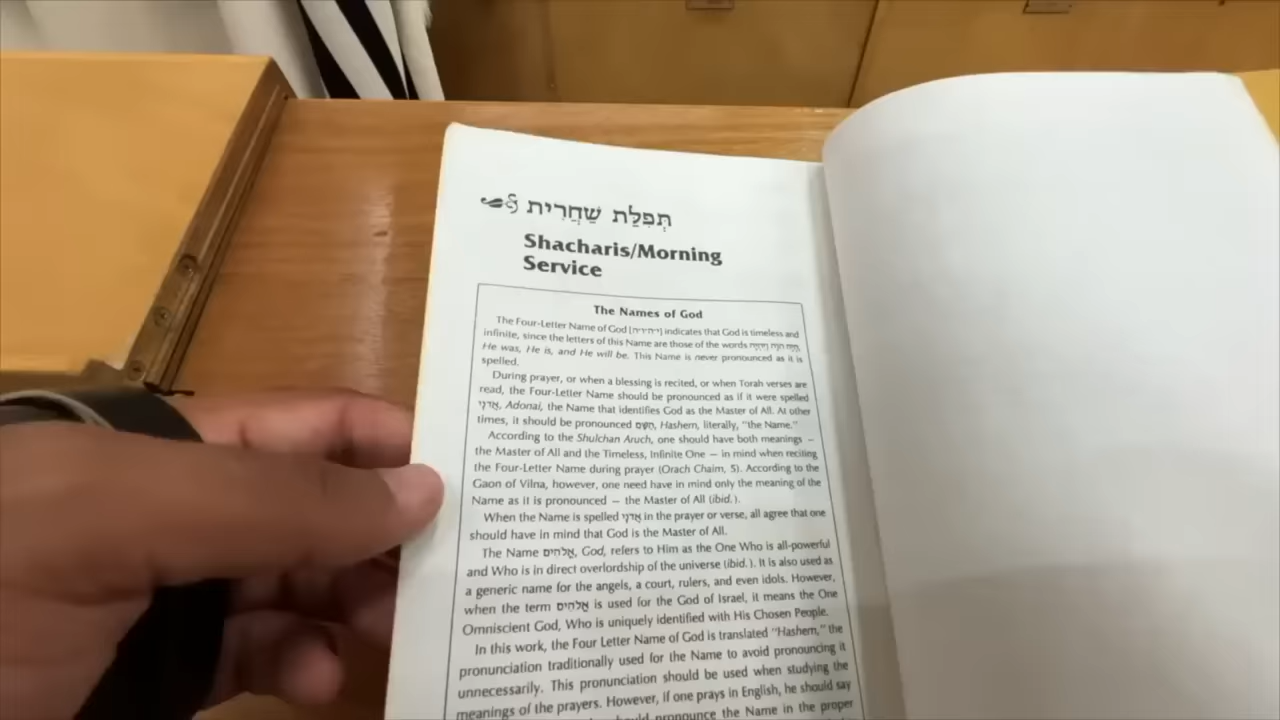 תְּפִלַּת שַׁחֲרִית
Shacharis/Morning
Service
The Names of God
The Four-Letter Name of God [י־ה־ו־ה] indicates that God is timeless and
infinite, since the letters of this Name are those of the words הָיָה הֹוֶה וְיִהְיֶה,
He was, He is, and He will be. This Name is never pronounced as it is
spelled.
During prayer, or when a blessing is recited, or when Torah verses are
read, the Four-Letter Name should be pronounced as if it were spelled
אֲדֹנָי, Adonai, the Name that identifies God as the Master of All. At other
times, it should be pronounced הַשֵּׁם, Hashem, literally, "the Name."
According to the Shulchan Aruch, one should have both meanings —
the Master of All and the Timeless, Infinite One — in mind when reciting
the Four-Letter Name during prayer (Orach Chaim, 5). According to the
Gaon of Vilna, however, one need have in mind only the meaning of the
Name as it is pronounced — the Master of All (ibid.).
When the Name is spelled אֲדֹנָי in the prayer or verse, all agree that one
should have in mind that God is the Master of All.
The Name אֱלֹהִים, God, refers to Him as the One Who is all-powerful
and Who is in direct overlordship of the universe (ibid.). It is also used as
a generic name for the angels, a court, rulers, and even idols. However,
when the term אֱלֹהִים is used for the God of Israel, it means the One
Omniscient God, Who is uniquely identified with His Chosen People.
In this work, the Four Letter Name of God is translated "Hashem," the
pronunciation traditionally used for the Name to avoid pronouncing it
unnecessarily. This pronunciation should be used when studying the
meanings of the prayers. However, if one prays in English, he should say
pronounce the Name in the proper